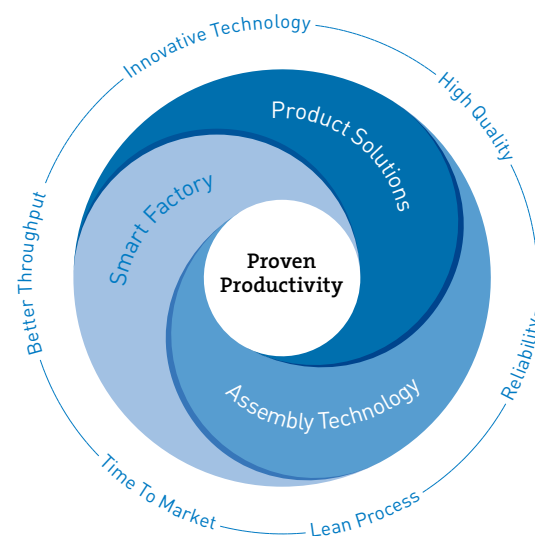 Innovative Technology
High Quality
Reliability
Lean Process
Time To Market
Better Throughput
Product Solutions
Smart Factory
Assembly Technology
Proven
Productivity